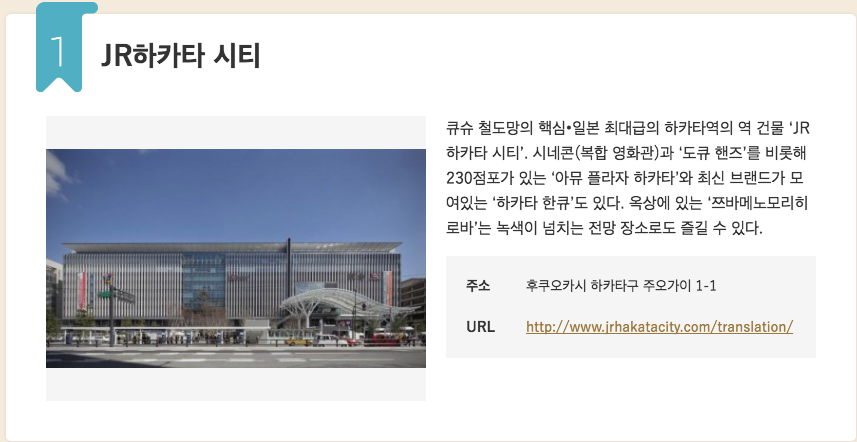 1
JR하카타 시티
큐슈 철도망의 핵심•일본 최대급의 하카타역의 역 건물 ‘JR
하카타 시티’. 시네콘(복합 영화관)과 ‘도큐 핸즈’를 비롯해
230점포가 있는 ‘아뮤 플라자 하카타’와 최신 브랜드가 모
여있는 ‘하카타 한큐’도 있다. 옥상에 있는 ‘쯔바메노모리히
로바’는 녹색이 넘치는 전망 장소로도 즐길 수 있다.
주소 후쿠오카시 하카타구 주오가이 1-1
URL http://www.jrhakatacity.com/translation/